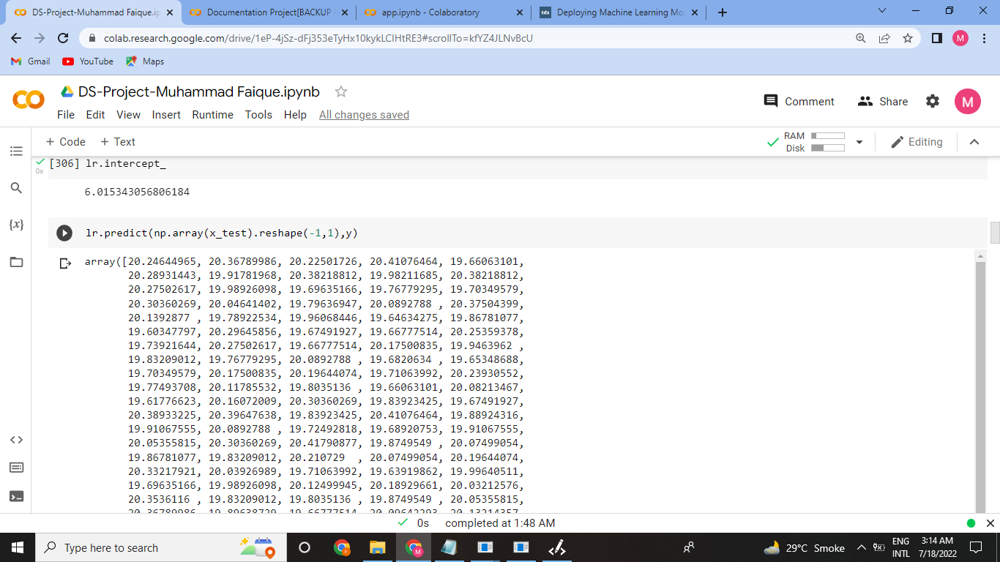 DS-Project-Muhammad Faique.ip
Documentation Project[BACKUP
app.ipynb - Colaboratory
tds
Deploying Machine Learning Mo
colab.research.google.com/drive/1eP-4jSz-dFj353eTyHx10kykLClHtRE3#scrollTo=kfYZ4JLNvBcU
M
Gmail
YouTube
Maps
DS-Project-Muhammad Faique.ipynb
File Edit View Insert Runtime Tools Help All changes saved
Comment
Share
M
+ Code + Text
RAM
Disk
Editing
[306] lr.intercept_
0s
6.015343056806184
{x}
lr.predict(np.array(x_test).reshape(-1,1),y)
array([20.24644965, 20.36789986, 20.22501726, 20.41076464, 19.66063101,
20.28931443, 19.91781968, 20.38218812, 19.98211685, 20.38218812,
20.27502617, 19.98926098, 19.69635166, 19.76779295, 19.70349579,
20.30360269, 20.04641402, 19.79636947, 20.0892788 , 20.37504399,
20.1392877 , 19.78922534, 19.96068446, 19.64634275, 19.86781077,
19.60347797, 20.29645856, 19.67491927, 19.66777514, 20.25359378,
19.73921644, 20.27502617, 19.66777514, 20.17500835, 19.9463962 ,
19.83209012, 19.76779295, 20.0892788 , 19.6820634 , 19.65348688,
19.70349579, 20.17500835, 20.19644074, 19.71063992, 20.23930552,
19.77493708, 20.11785532, 19.8035136 , 19.66063101, 20.08213467,
19.61776623, 20.16072009, 20.30360269, 19.83923425, 19.67491927,
20.38933225, 20.39647638, 19.83923425, 20.41076464, 19.88924316,
19.91067555, 20.0892788 , 19.72492818, 19.68920753, 19.91067555,
20.05355815, 20.30360269, 20.41790877, 19.8749549 , 20.07499054,
19.86781077, 19.83209012, 20.210729 , 20.07499054, 20.19644074,
20.33217921, 20.03926989, 19.71063992, 19.63919862, 19.99640511,
19.69635166, 19.98926098, 20.12499945, 20.18929661, 20.03212576,
20.3536116 , 19.83209012, 19.8035136 , 19.8749549 , 20.05355815,
20.36789986, 19.89638729, 19.66777514, 20.09642293, 20.13214357,
0s completed at 1:48 AM
Type here to search
F
M
29°C Smoke
ENG
INTL
3:14 AM
7/18/2022